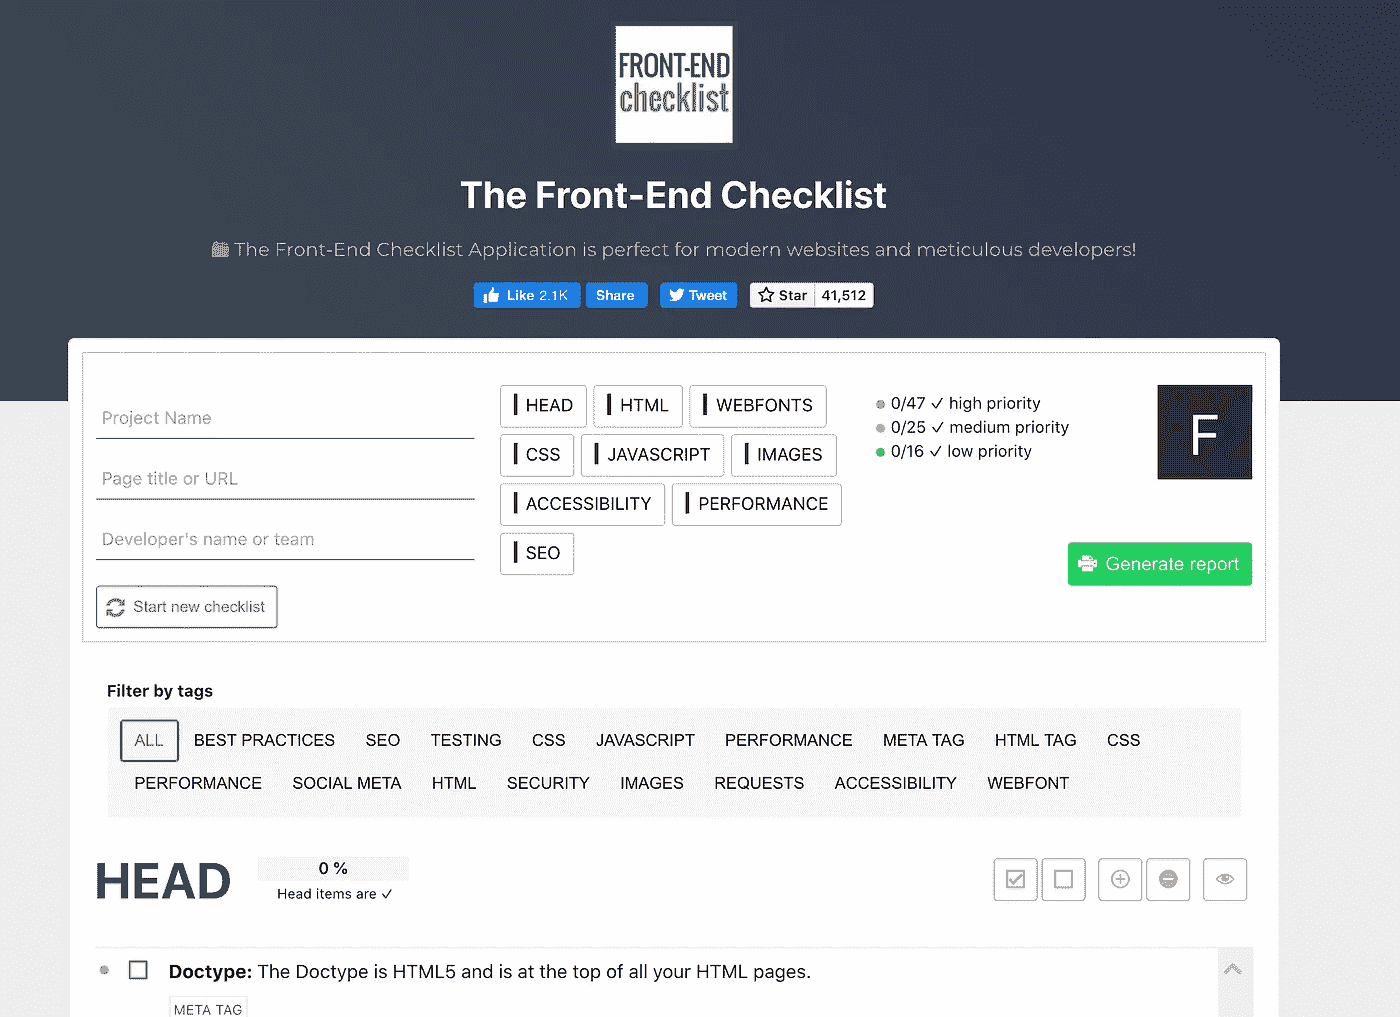 FRONT-END
checklist
The Front-End Checklist
The Front-End Checklist Application is perfect for modern websites and meticulous developers!
Like 2.1K Share Tweet Star 41,512
Project Name
Page title or URL
Developer's name or team
Start new checklist
HEAD HTML WEBFONTS
CSS JAVASCRIPT IMAGES
ACCESSIBILITY PERFORMANCE
SEO
0/47 ✓ high priority
0/25 ✓ medium priority
0/16 ✓ low priority
F
Generate report
Filter by tags
ALL BEST PRACTICES SEO TESTING CSS JAVASCRIPT PERFORMANCE META TAG HTML TAG CSS
PERFORMANCE SOCIAL META HTML SECURITY IMAGES REQUESTS ACCESSIBILITY WEBFONT
HEAD
0 %
Head items are ✓
Doctype: The Doctype is HTML5 and is at the top of all your HTML pages.
META TAG